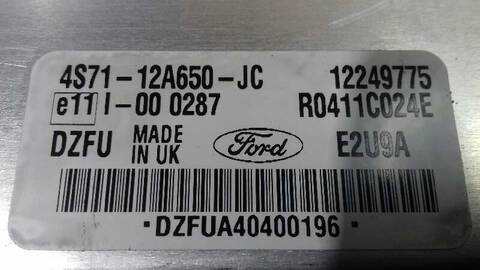 4S71-12A650-JC 12249775
e11 I-00 0287 R0411C024E
DZFU MADE IN UK Ford E2U9A
·DZFUA40400196·